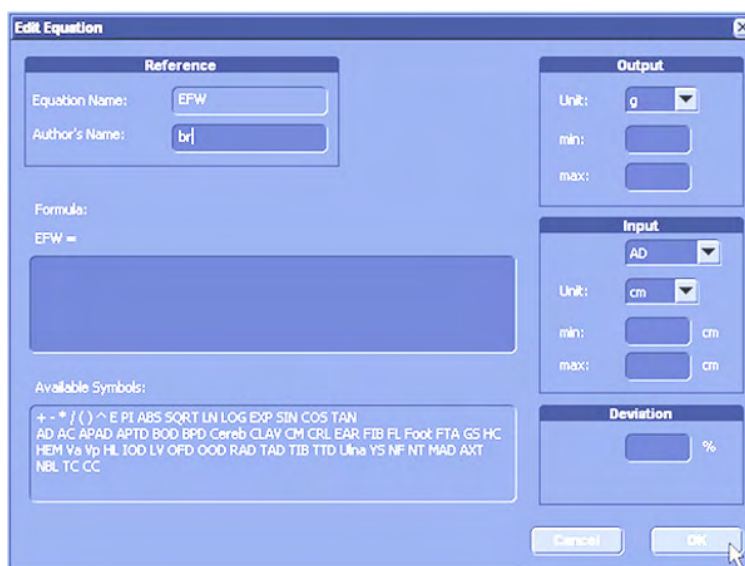 Edit Equation
Reference
Equation Name: EFW
Author's Name: br
Formula:
EFW =
Available Symbols:
+ - * / ( ) ^ E PI ABS SQRT LN LOG EXP SIN COS TAN
AD AC APAD APTD BOD BPD Cereb CLAV CM CRL EAR FIB FL Foot FTA GS HC
HEM Va Vp HL IOD LV OFD OOD RAD TAD TIB TTD Ulna YS NF NT MAD AXT
NBL TC CC
Output
Unit: g
min:
max:
Input
AD
Unit: cm
min: cm
max: cm
Deviation
%
Cancel OK